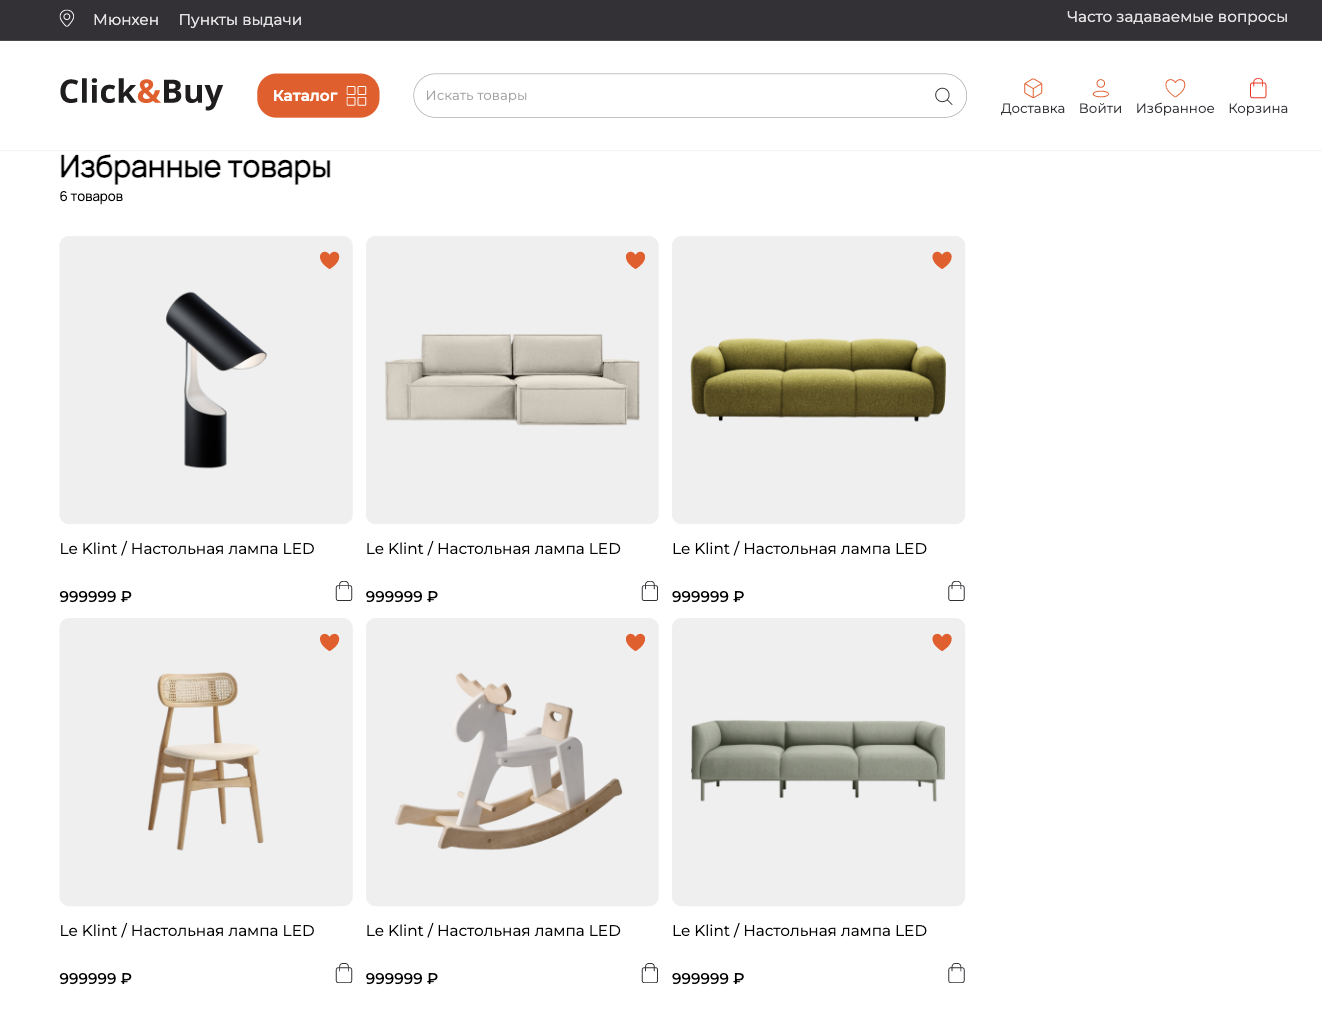 Мюнхен Пункты выдачи Часто задаваемые вопросы
Click&Buy Каталог Искать товары Доставка Войти Избранное Корзина
Избранные товары
6 товаров
Le Klint / Настольная лампа LED Le Klint / Настольная лампа LED Le Klint / Настольная лампа LED
999999 ₽ 999999 ₽ 999999 ₽
Le Klint / Настольная лампа LED Le Klint / Настольная лампа LED Le Klint / Настольная лампа LED
999999 ₽ 999999 ₽ 999999 ₽